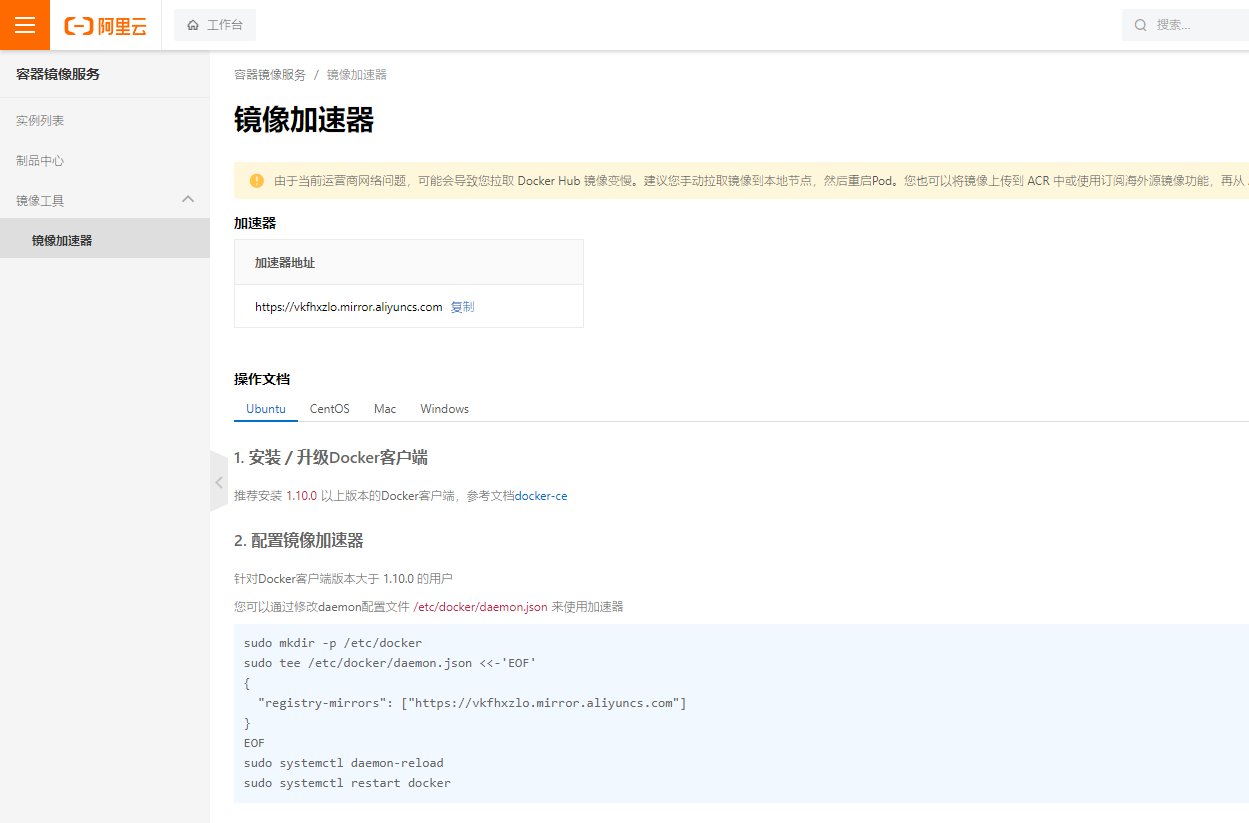 阿里云
工作台
搜索...
容器镜像服务
实例列表
制品中心
镜像工具
镜像加速器
容器镜像服务 / 镜像加速器
镜像加速器
由于当前运营商网络问题，可能会导致您拉取 Docker Hub 镜像变慢。建议您手动拉取镜像到本地节点，然后重启Pod。您也可以将镜像上传到 ACR 中或使用订阅海外源镜像功能，再从
加速器
加速器地址
https://vkfhxzlo.mirror.aliyuncs.com 复制
操作文档
Ubuntu CentOS Mac Windows
1. 安装 / 升级Docker客户端
推荐安装 1.10.0 以上版本的Docker客户端，参考文档docker-ce
2. 配置镜像加速器
针对Docker客户端版本大于 1.10.0 的用户
您可以通过修改daemon配置文件 /etc/docker/daemon.json 来使用加速器
sudo mkdir -p /etc/docker
sudo tee /etc/docker/daemon.json <<-'EOF'
{
  "registry-mirrors": ["https://vkfhxzlo.mirror.aliyuncs.com"]
}
EOF
sudo systemctl daemon-reload
sudo systemctl restart docker